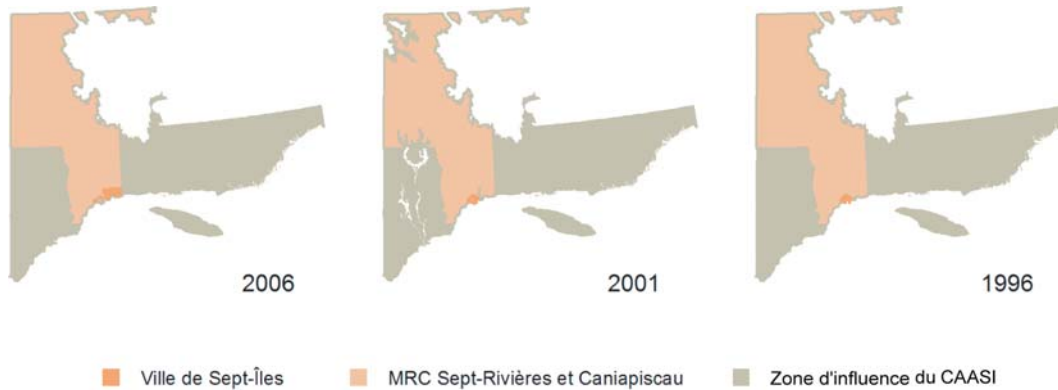 2006 2001 1996
Ville de Sept-Îles MRC Sept-Rivières et Caniapiscau Zone d'influence du CAASI